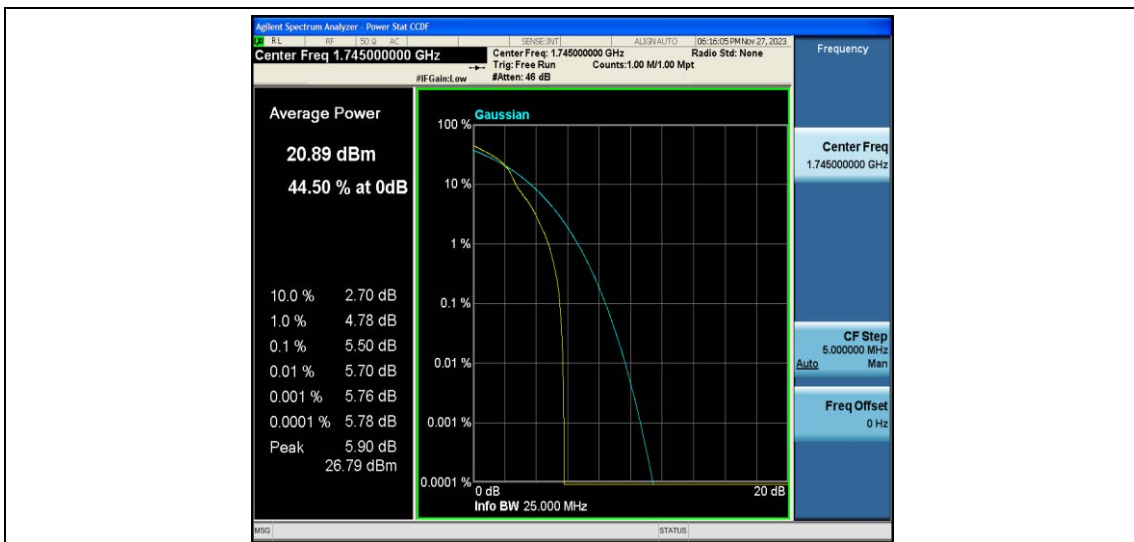 Agilent Spectrum Analyzer - Power Stat CCDF
RL RF 50 Ω AC SENSE:INT ALIGN AUTO 06:16:05 PM Nov 27, 2023
Center Freq 1.745000000 GHz
Center Freq: 1.745000000 GHz Radio Std: None
Trig: Free Run Counts:1.00 M/1.00 Mpt
#IFGain:Low #Atten: 46 dB
Frequency
Average Power
20.89 dBm
44.50 % at 0dB
10.0 % 2.70 dB
1.0 % 4.78 dB
0.1 % 5.50 dB
0.01 % 5.70 dB
0.001 % 5.76 dB
0.0001 % 5.78 dB
Peak 5.90 dB
26.79 dBm
Gaussian
100 %
10 %
1 %
0.1 %
0.01 %
0.001 %
0.0001 %
0 dB 20 dB
Info BW 25.000 MHz
Center Freq
1.745000000 GHz
CF Step
5.000000 MHz
Auto Man
Freq Offset
0 Hz
MSG STATUS